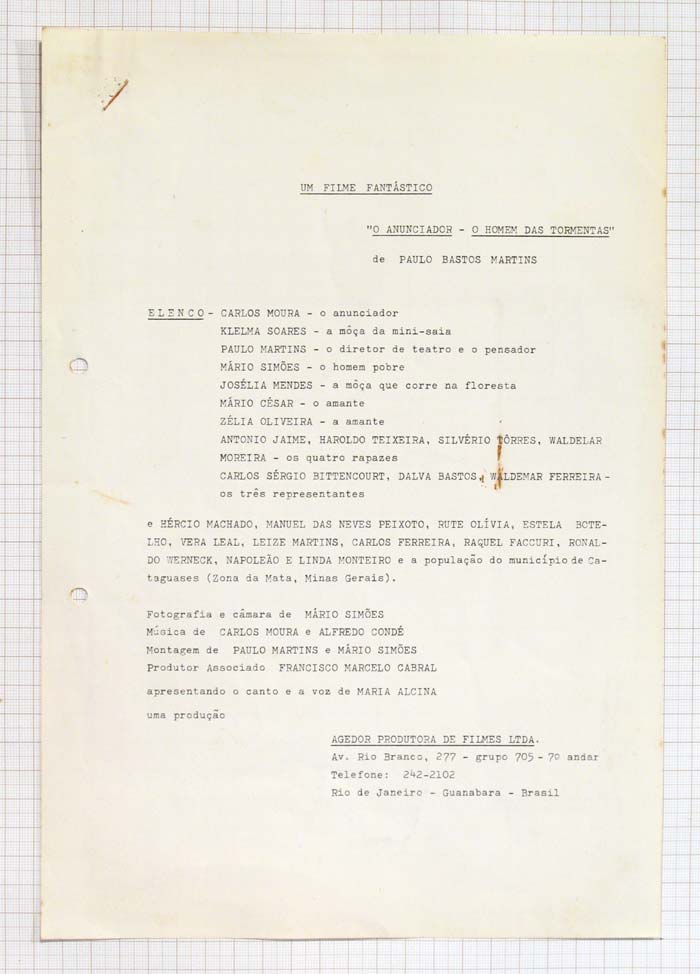 UM FILME FANTÁSTICO
"O ANUNCIADOR - O HOMEM DAS TORMENTAS"
de PAULO BASTOS MARTINS
ELENCO - CARLOS MOURA - o anunciador
KLELMA SOARES - a môça da mini-saia
PAULO MARTINS - o diretor de teatro e o pensador
MÁRIO SIMÕES - o homem pobre
JOSÉLIA MENDES - a môça que corre na floresta
MÁRIO CÉSAR - o amante
ZÉLIA OLIVEIRA - a amante
ANTONIO JAIME, HAROLDO TEIXEIRA, SILVÉRIO TÔRRES, WALDELAR
MOREIRA - os quatro rapazes
CARLOS SÉRGIO BITTENCOURT, DALVA BASTOS, WALDEMAR FERREIRA -
os três representantes
e HÉRCIO MACHADO, MANUEL DAS NEVES PEIXOTO, RUTE OLÍVIA, ESTELA BOTE-
LHO, VERA LEAL, LEIZE MARTINS, CARLOS FERREIRA, RAQUEL FACCURI, RONAL-
DO WERNECK, NAPOLEÃO E LINDA MONTEIRO e a população do município de Ca-
taguases (Zona da Mata, Minas Gerais).
Fotografia e câmara de MÁRIO SIMÕES
Música de CARLOS MOURA e ALFREDO CONDÉ
Montagem de PAULO MARTINS e MÁRIO SIMÕES
Produtor Associado FRANCISCO MARCELO CABRAL
apresentando o canto e a voz de MARIA ALCINA
uma produção
AGEDOR PRODUTORA DE FILMES LTDA.
Av. Rio Branco, 277 - grupo 705 - 7º andar
Telefone: 242-2102
Rio de Janeiro - Guanabara - Brasil